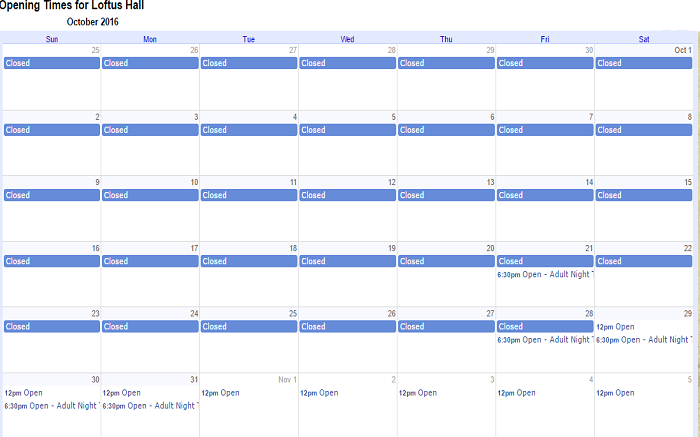 Opening Times for Loftus Hall
October 2016
Sun Mon Tue Wed Thu Fri Sat
25 26 27 28 29 30 Oct 1
Closed Closed Closed Closed Closed Closed Closed
2 3 4 5 6 7 8
Closed Closed Closed Closed Closed Closed Closed
9 10 11 12 13 14 15
Closed Closed Closed Closed Closed Closed Closed
16 17 18 19 20 21 22
Closed Closed Closed Closed Closed Closed Closed
6:30pm Open - Adult Night T
23 24 25 26 27 28 29
Closed Closed Closed Closed Closed Closed 12pm Open
6:30pm Open - Adult Night T 6:30pm Open - Adult Night T
30 31 Nov 1 2 3 4 5
12pm Open 12pm Open 12pm Open 12pm Open 12pm Open 12pm Open 12pm Open
6:30pm Open - Adult Night 6:30pm Open - Adult Night T